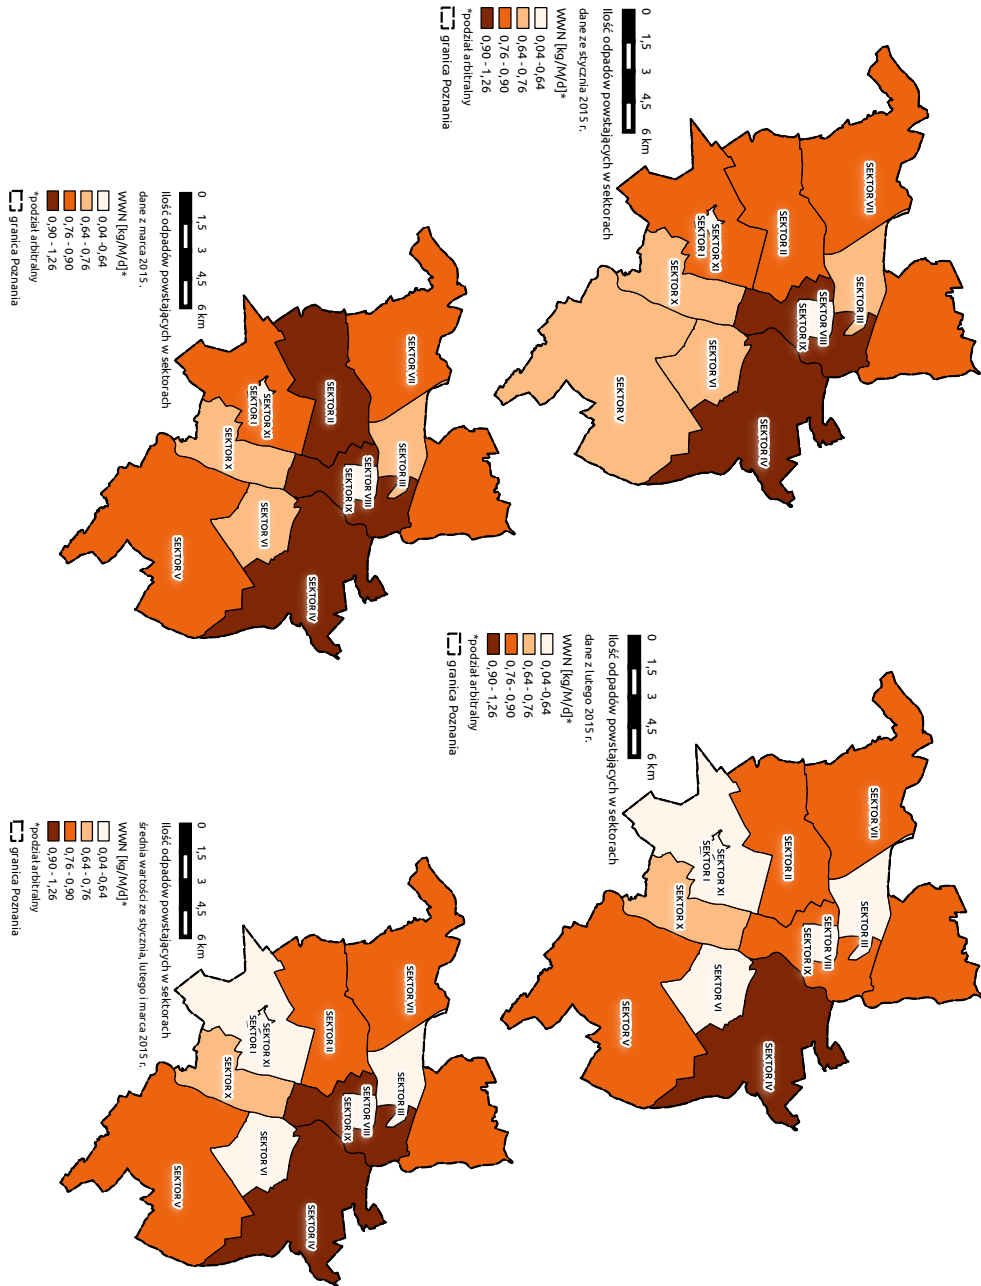 SEKTOR VII
SEKTOR III
SEKTOR VIII
SEKTOR IX
SEKTOR II
SEKTOR IV
SEKTOR XI
SEKTOR VI
SEKTOR I
SEKTOR X
SEKTOR V
0 1,5 3 4,5 6 km
Ilość odpadów powstających w sektorach
dane ze stycznia 2015 r.
WWN [kg/M/d]*
0,04 -0,64
0,64 - 0,76
0,76 - 0,90
0,90 - 1,26
*podział arbitralny
granica Poznania
SEKTOR VII
SEKTOR III
SEKTOR VIII
SEKTOR IX
SEKTOR II
SEKTOR IV
SEKTOR XI
SEKTOR VI
SEKTOR I
SEKTOR X
SEKTOR V
0 1,5 3 4,5 6 km
Ilość odpadów powstających w sektorach
dane z lutego 2015 r.
WWN [kg/M/d]*
0,04 -0,64
0,64 - 0,76
0,76 - 0,90
0,90 - 1,26
*podział arbitralny
granica Poznania
SEKTOR VII
SEKTOR III
SEKTOR VIII
SEKTOR IX
SEKTOR II
SEKTOR IV
SEKTOR XI
SEKTOR VI
SEKTOR I
SEKTOR X
SEKTOR V
0 1,5 3 4,5 6 km
Ilość odpadów powstających w sektorach
dane z marca 2015 .
WWN [kg/M/d]*
0,04 -0,64
0,64 - 0,76
0,76 - 0,90
0,90 - 1,26
*podział arbitralny
granica Poznania
SEKTOR VII
SEKTOR III
SEKTOR VIII
SEKTOR IX
SEKTOR II
SEKTOR IV
SEKTOR XI
SEKTOR VI
SEKTOR I
SEKTOR X
SEKTOR V
0 1,5 3 4,5 6 km
Ilość odpadów powstających w sektorach
średnia wartości ze stycznia, lutego i marca 2015 r.
WWN [kg/M/d]*
0,04 -0,64
0,64 - 0,76
0,76 - 0,90
0,90 - 1,26
*podział arbitralny
granica Poznania